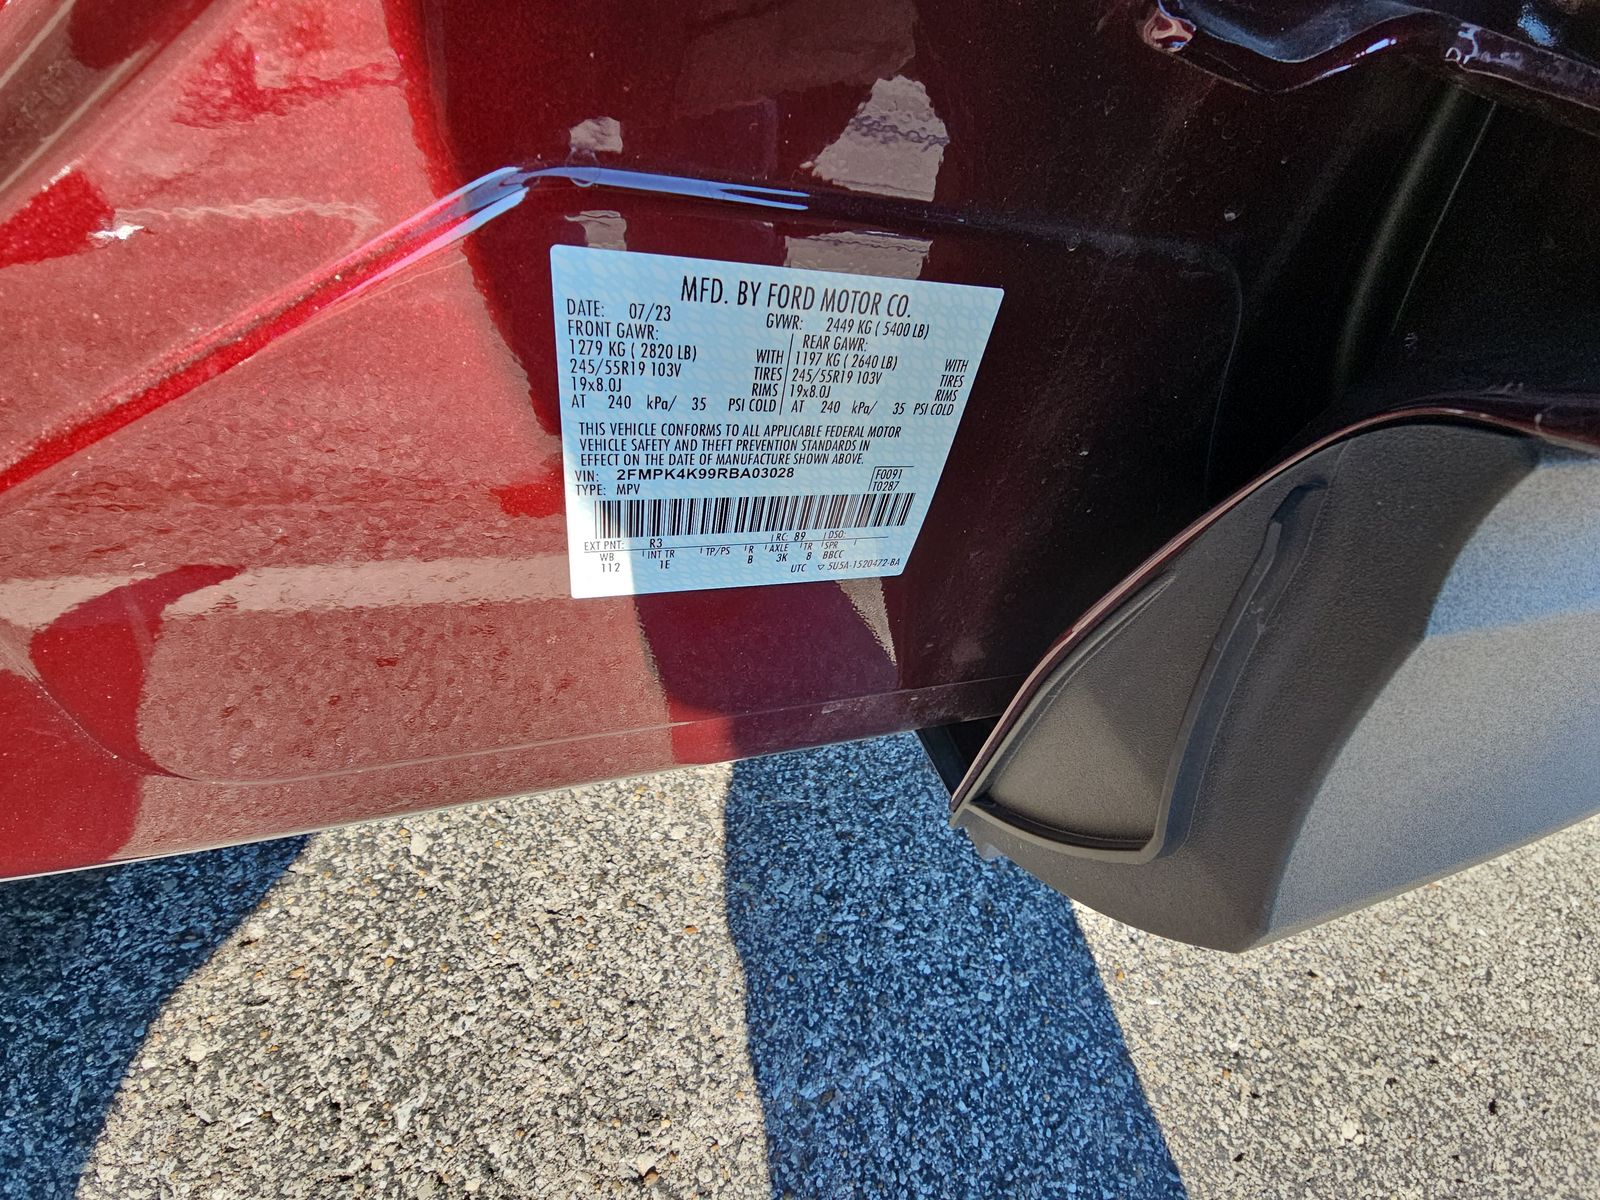 MFD. BY FORD MOTOR CO.
DATE: 07/23 GVWR: 2449 KG ( 5400 LB)
FRONT GAWR: REAR GAWR:
1279 KG ( 2820 LB) WITH 1197 KG ( 2640 LB) WITH
245/55R19 103V TIRES 245/55R19 103V TIRES
19x8.0J RIMS 19x8.0J RIMS
AT 240 kPa/ 35 PSI COLD AT 240 kPa/ 35 PSI COLD
THIS VEHICLE CONFORMS TO ALL APPLICABLE FEDERAL MOTOR
VEHICLE SAFETY AND THEFT PREVENTION STANDARDS IN
EFFECT ON THE DATE OF MANUFACTURE SHOWN ABOVE.
VIN: 2FMPK4K99RBA03028 F0091
TYPE: MPV T0287
EXT PNT: R3 RC: 89 DSO:
WB INT TR TP/PS R AXLE TR SPR
112 1E B 3K B BBCC
UTC ▽ 5U5A-1520472-BA